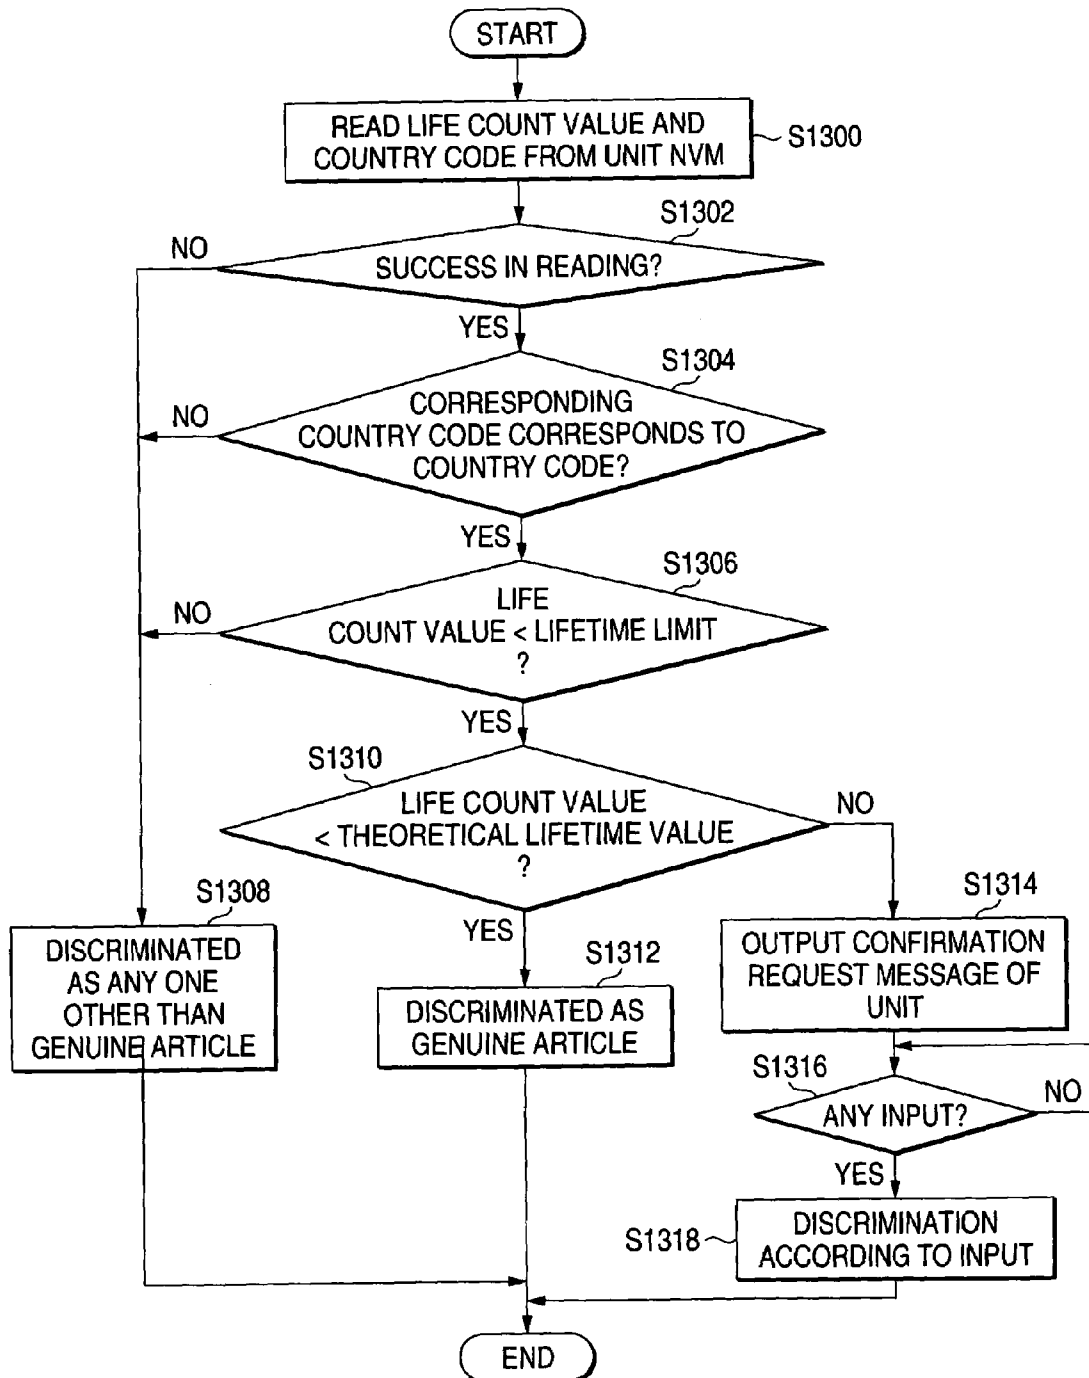 START
READ LIFE COUNT VALUE AND
COUNTRY CODE FROM UNIT NVM
S1300
S1302
NO
SUCCESS IN READING?
YES
S1304
NO
CORRESPONDING
COUNTRY CODE CORRESPONDS TO
COUNTRY CODE?
YES
S1306
NO
LIFE
COUNT VALUE < LIFETIME LIMIT
?
YES
S1310
LIFE COUNT VALUE
< THEORETICAL LIFETIME VALUE
?
NO
YES
S1308
DISCRIMINATED
AS ANY ONE
OTHER THAN
GENUINE ARTICLE
S1312
DISCRIMINATED AS
GENUINE ARTICLE
S1314
OUTPUT CONFIRMATION
REQUEST MESSAGE OF
UNIT
S1316
ANY INPUT?
NO
YES
S1318
DISCRIMINATION
ACCORDING TO INPUT
END